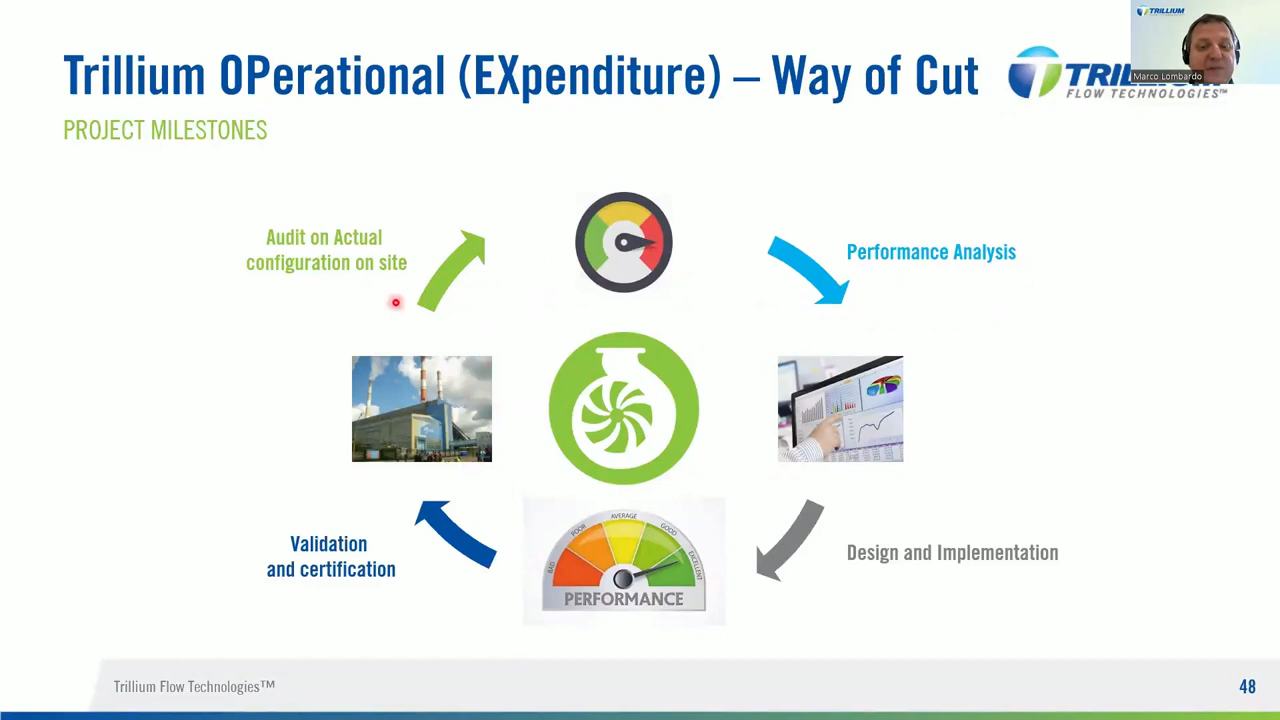 Trillium OPerational (EXpenditure) – Way of Cut
PROJECT MILESTONES
TRILLIUM
Marco Lombardo
FLOW TECHNOLOGIES™
Audit on Actual
configuration on site
Performance Analysis
BAD
POOR
AVERAGE
GOOD
EXCELLENT
PERFORMANCE
Validation
and certification
Design and Implementation
Trillium Flow Technologies™
48